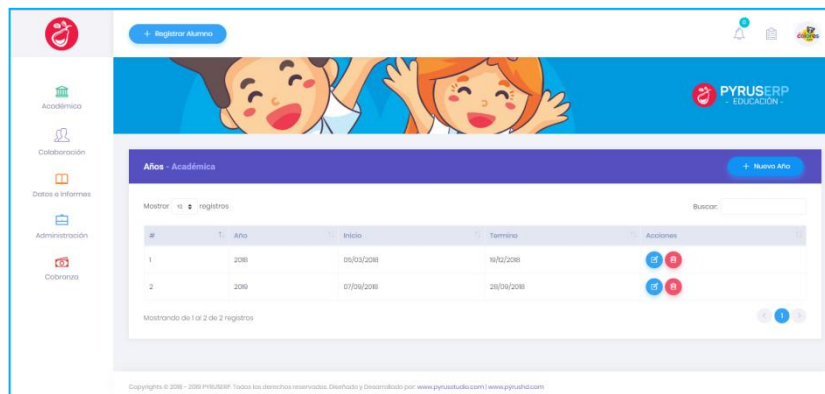 + Registrar Alumno
PYRUSERP
- EDUCACIÓN -
Académica
Colaboración
Datos e Informes
Administración
Cobranza
Años - Académica
+ Nuevo Año
Mostrar 10 registros
Buscar:
# Año Inicio Termino Acciones
1 2018 05/03/2018 19/12/2018
2 2019 07/09/2018 28/09/2018
Mostrando de 1 al 2 de 2 registros
1
Copyrights © 2018 - 2018 PYRUSERP. Todos los derechos reservados. Diseñado y Desarrollado por: www.pyrustudio.com | www.pyrushd.com